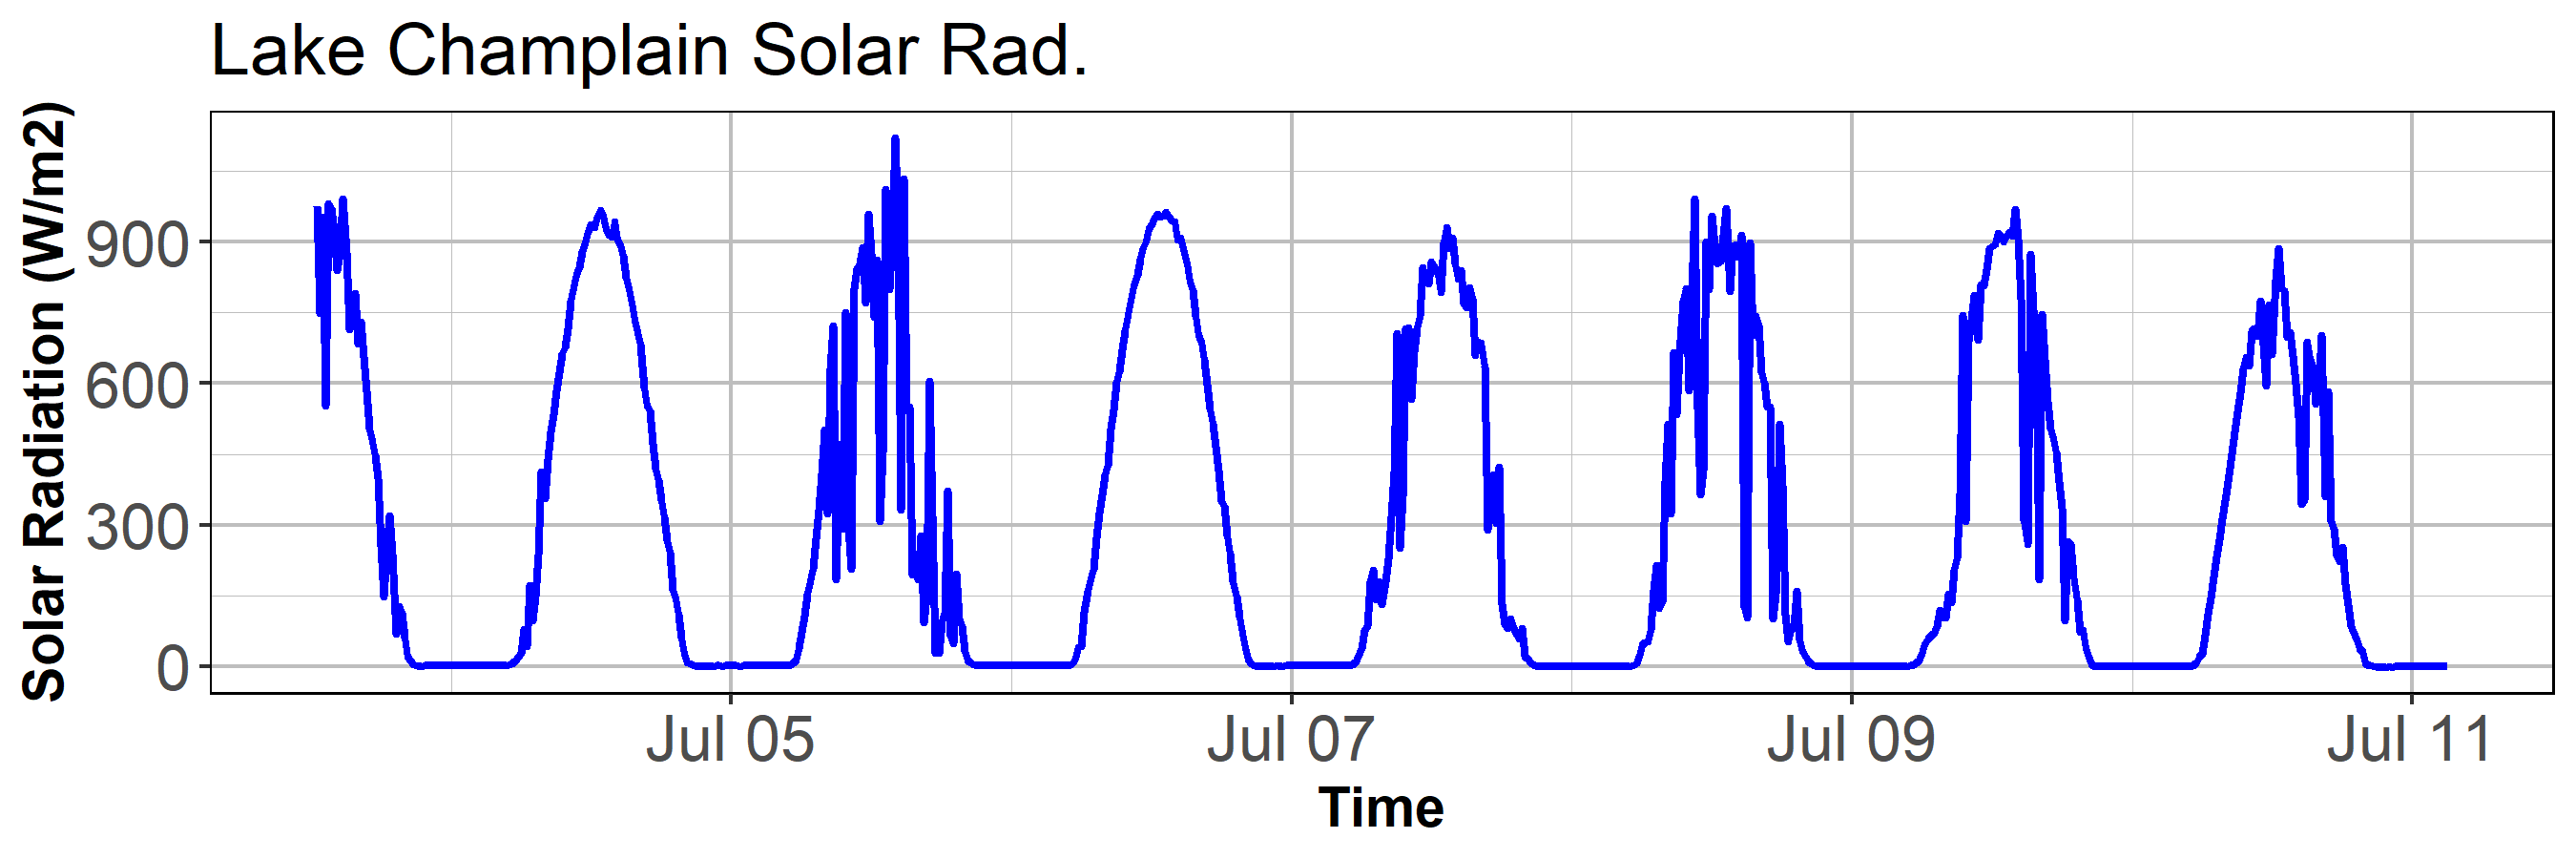 Lake Champlain Solar Rad.
Solar Radiation (W/m2)
900
600
300
0
Jul 05 Jul 07 Jul 09 Jul 11
Time